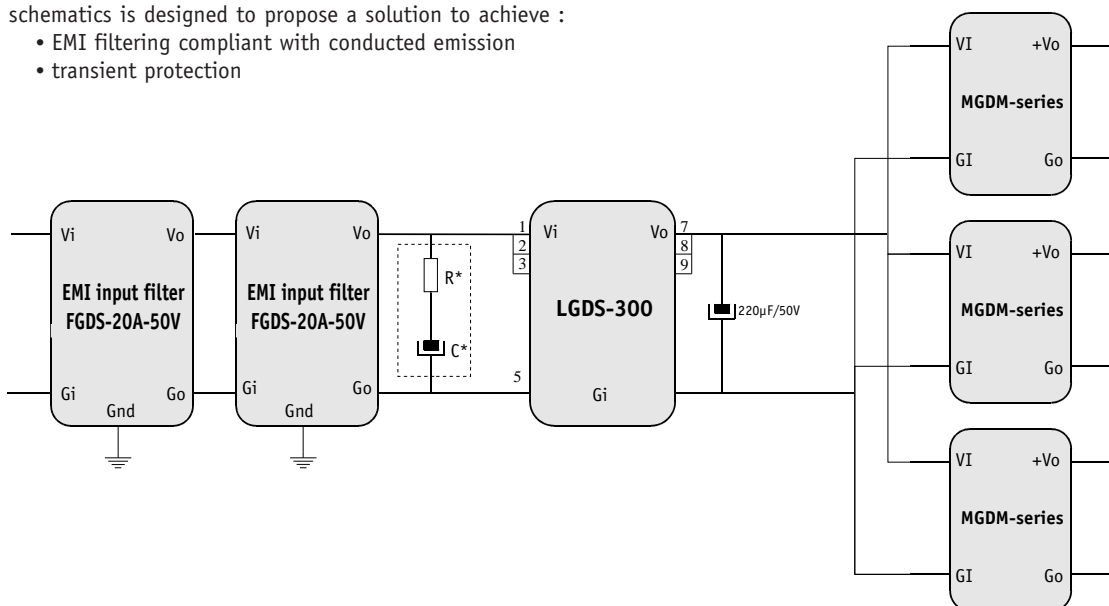 schematics is designed to propose a solution to achieve :
• EMI filtering compliant with conducted emission
• transient protection
VI +Vo
MGDM-series
GI Go
Vi Vo
EMI input filter
FGDS-20A-50V
Gi Go
Gnd
Vi Vo
EMI input filter
FGDS-20A-50V
Gi Go
Gnd
R*
C*
1
2
3
5
Vi Vo
LGDS-300
Gi
7
8
9
220µF/50V
VI +Vo
MGDM-series
GI Go
VI +Vo
MGDM-series
GI Go